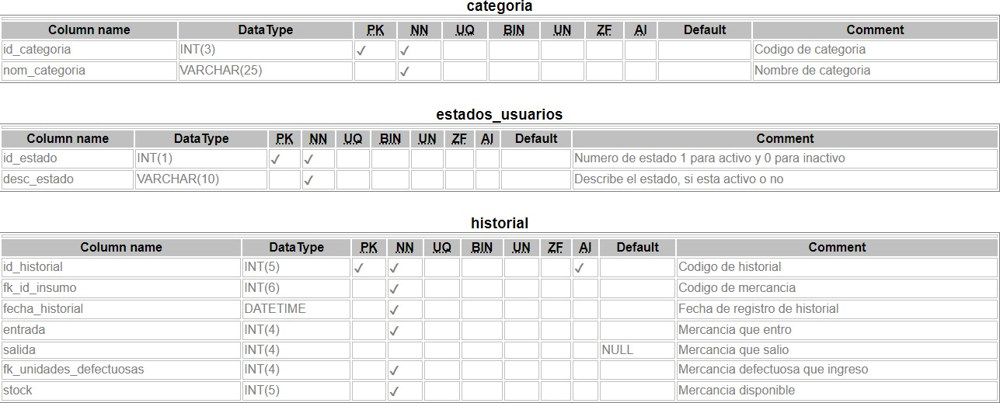 categoria
Column name DataType PK NN UQ BIN UN ZF AI Default Comment
id_categoria INT(3) ✓ ✓ Codigo de categoria
nom_categoria VARCHAR(25) ✓ Nombre de categoria
estados_usuarios
Column name DataType PK NN UQ BIN UN ZF AI Default Comment
id_estado INT(1) ✓ ✓ Numero de estado 1 para activo y 0 para inactivo
desc_estado VARCHAR(10) ✓ Describe el estado, si esta activo o no
historial
Column name DataType PK NN UQ BIN UN ZF AI Default Comment
id_historial INT(5) ✓ ✓ ✓ Codigo de historial
fk_id_insumo INT(6) ✓ Codigo de mercancia
fecha_historial DATETIME ✓ Fecha de registro de historial
entrada INT(4) ✓ Mercancia que entro
salida INT(4) NULL Mercancia que salio
fk_unidades_defectuosas INT(4) ✓ Mercancia defectuosa que ingreso
stock INT(5) ✓ Mercancia disponible